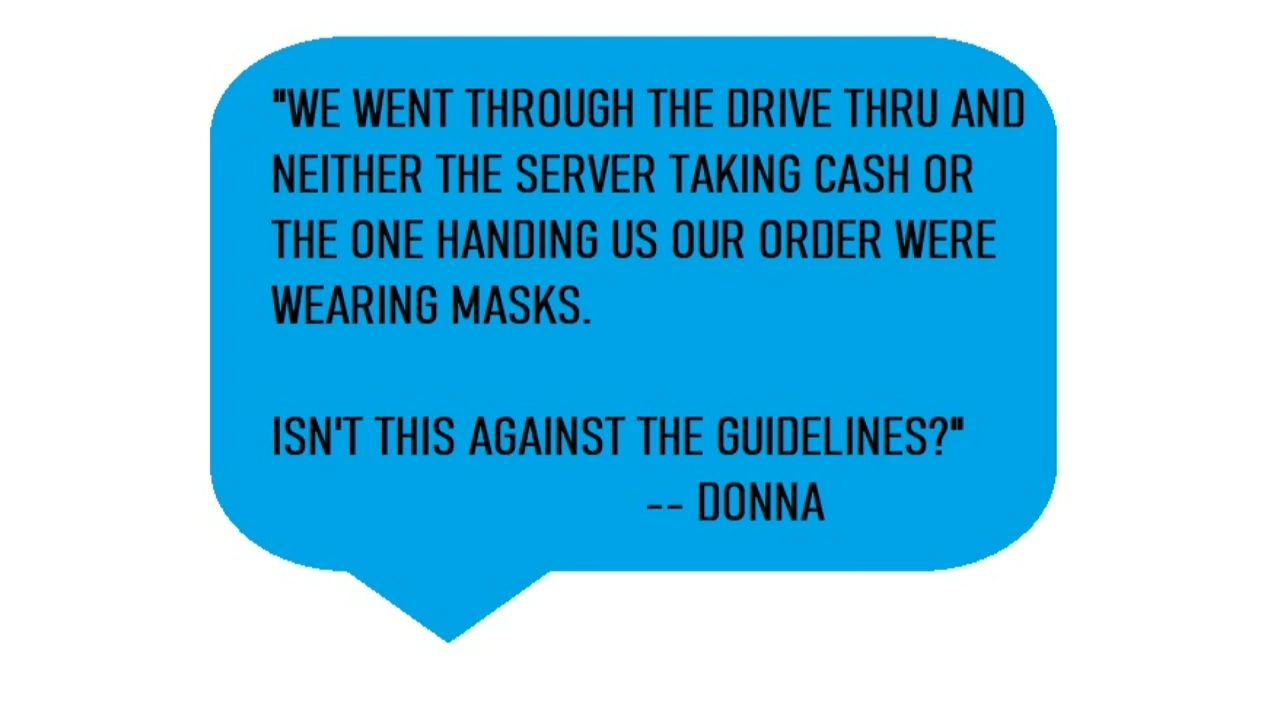 "WE WENT THROUGH THE DRIVE THRU AND
NEITHER THE SERVER TAKING CASH OR
THE ONE HANDING US OUR ORDER WERE
WEARING MASKS.
ISN'T THIS AGAINST THE GUIDELINES?"
-- DONNA